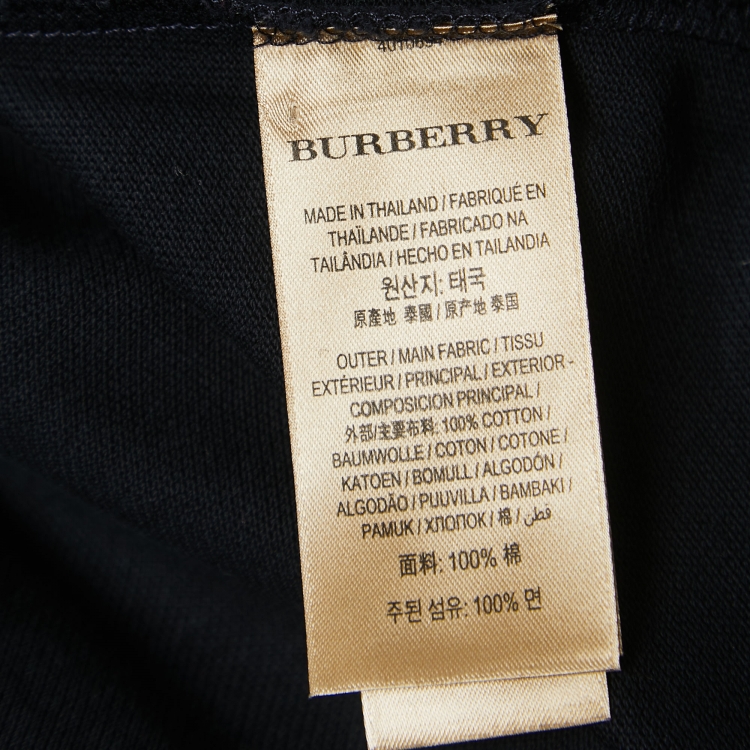 BURBERRY
MADE IN THAILAND / FABRIQUÉ EN
THAÏLANDE / FABRICADO NA
TAILÂNDIA / HECHO EN TAILANDIA
원산지: 태국
原產地 泰國 / 原产地 泰国
OUTER / MAIN FABRIC / TISSU
EXTÉRIEUR / PRINCIPAL / EXTERIOR -
COMPOSICION PRINCIPAL /
外部/主要布料: 100% COTTON /
BAUMWOLLE / COTON / COTONE /
KATOEN / BOMULL / ALGODÓN /
ALGODÃO / PUUVILLA / BAMBAKI /
PAMUK / ХЛОПОК / 棉 / قطن
面料: 100% 棉
주된 섬유: 100% 면